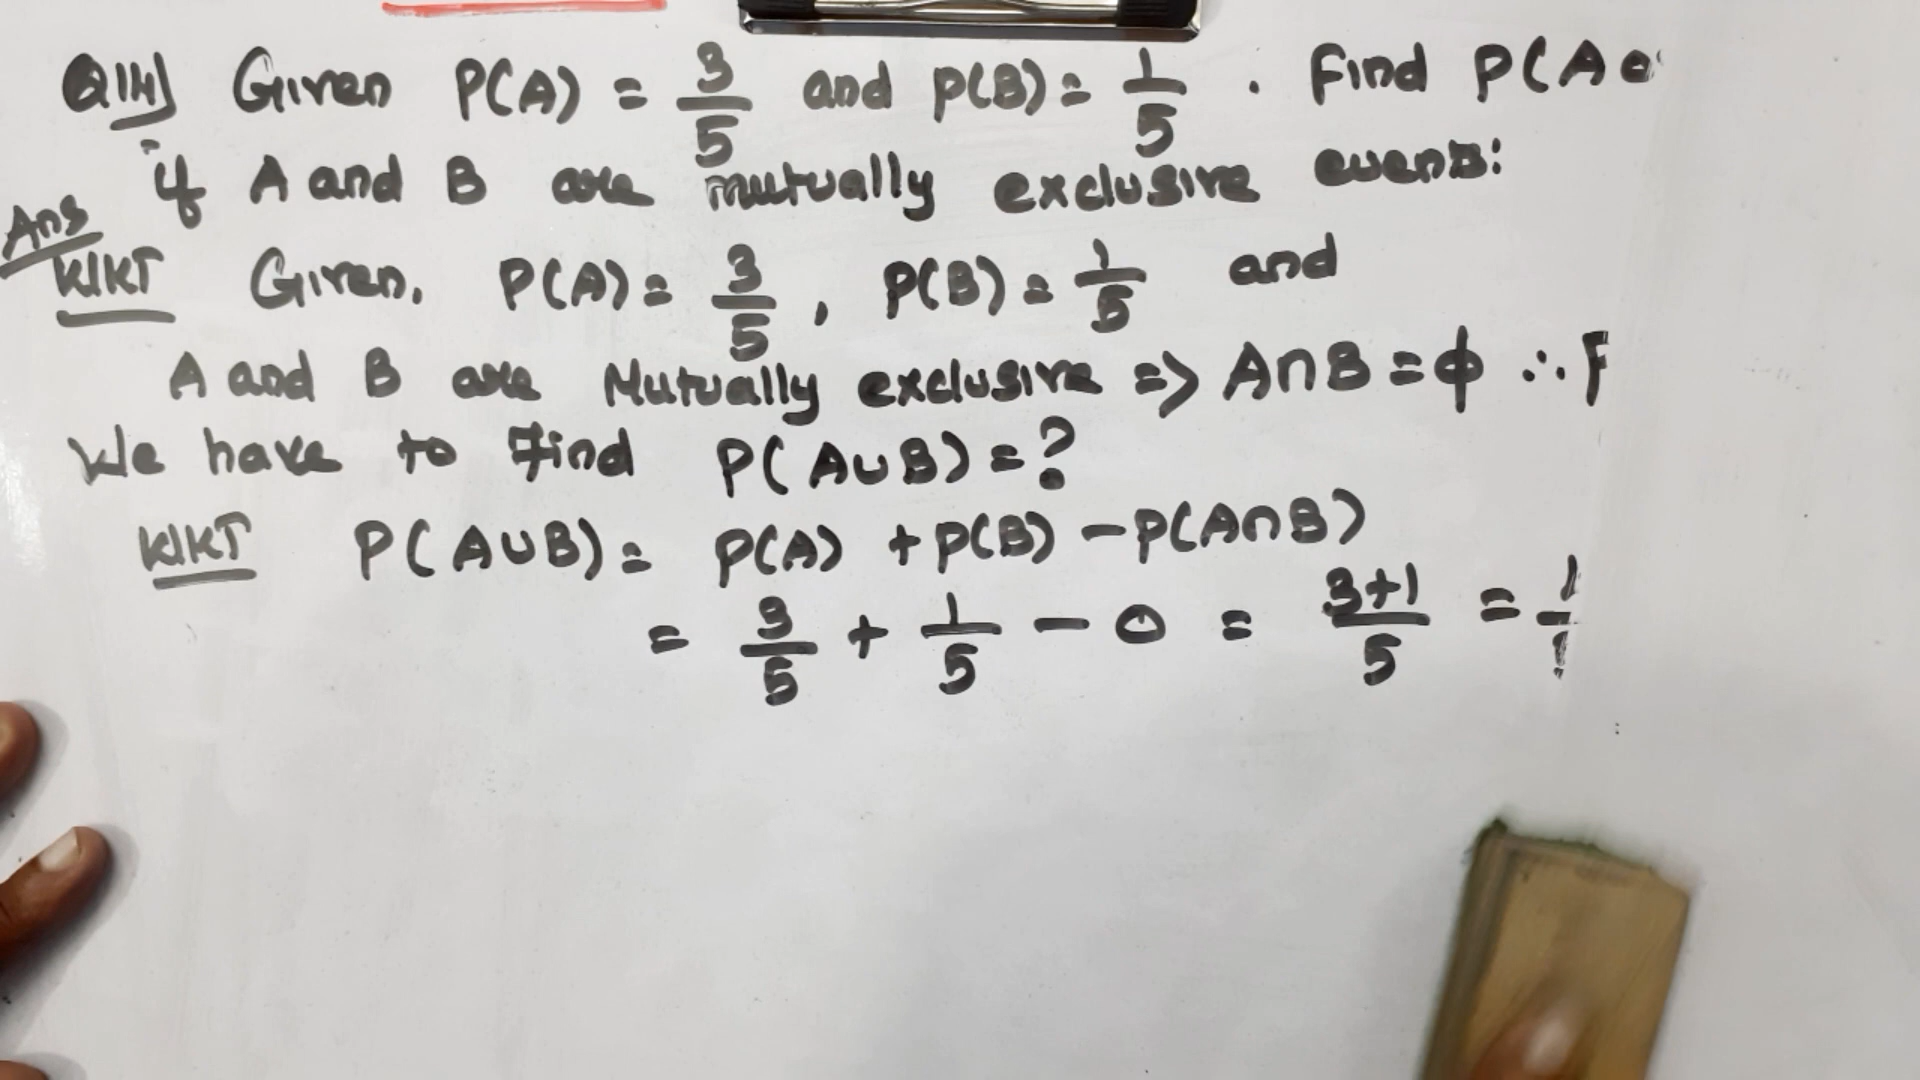 Q14) Given P(A) = 3/5 and P(B) = 1/5 . Find P(A o
if A and B are mutually exclusive events:
Ans
WKT Given, P(A) = 3/5 , P(B) = 1/5 and
A and B are Mutually exclusive => A∩B = ϕ ∴ P
We have to find P(A∪B) = ?
WKT P(A∪B) = P(A) + P(B) - P(A∩B)
= 3/5 + 1/5 - 0 = 3+1/5 =